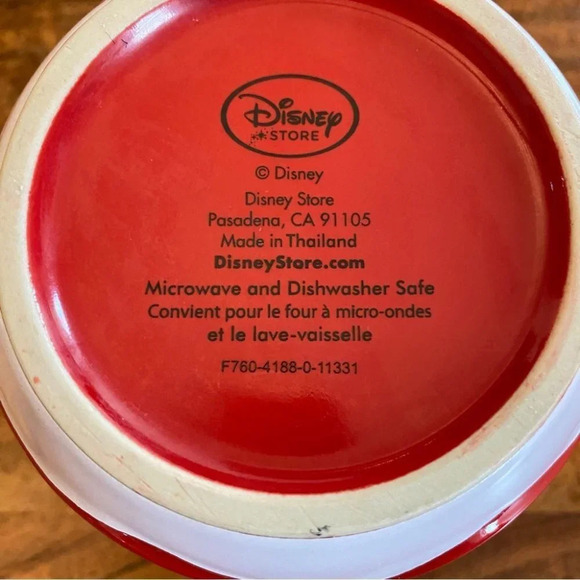 Disney
STORE
© Disney
Disney Store
Pasadena, CA 91105
Made in Thailand
DisneyStore.com
Microwave and Dishwasher Safe
Convient pour le four à micro-ondes
et le lave-vaisselle
F760-4188-0-11331